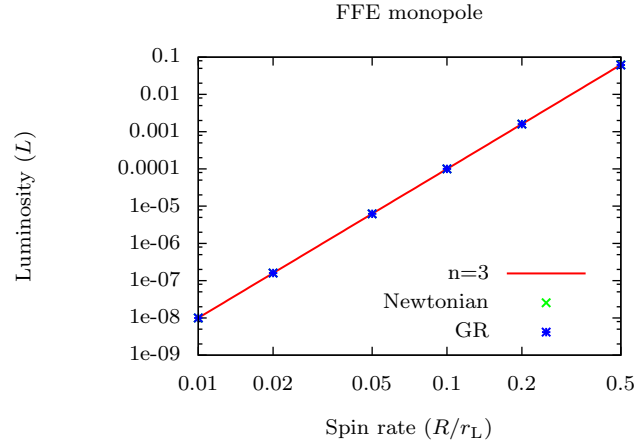 FFE monopole
Luminosity (L)
0.1
0.01
0.001
0.0001
1e-05
1e-06
1e-07
1e-08
1e-09
n=3
Newtonian
GR
0.01 0.02 0.05 0.1 0.2 0.5
Spin rate (R/r_L)